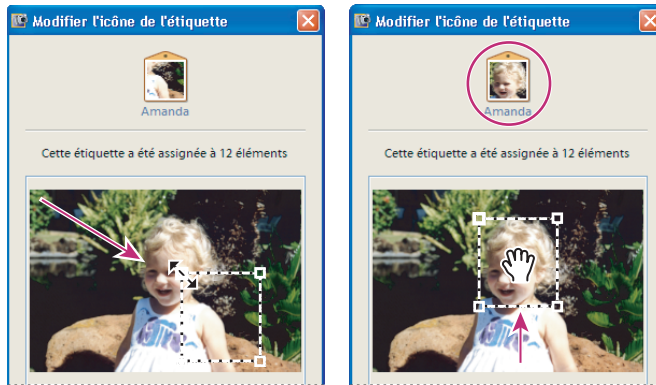 Modifier l'icône de l'étiquette
Amanda
Cette étiquette a été assignée à 12 éléments
Modifier l'icône de l'étiquette
Amanda
Cette étiquette a été assignée à 12 éléments